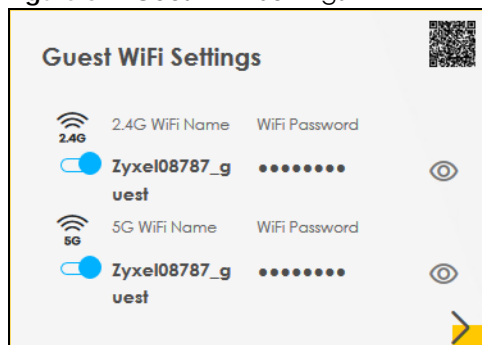 Guest WiFi Settings
2.4G WiFi Name WiFi Password
2.4G
Zyxel08787_g ●●●●●●●●
uest
5G WiFi Name WiFi Password
5G
Zyxel08787_g ●●●●●●●●
uest